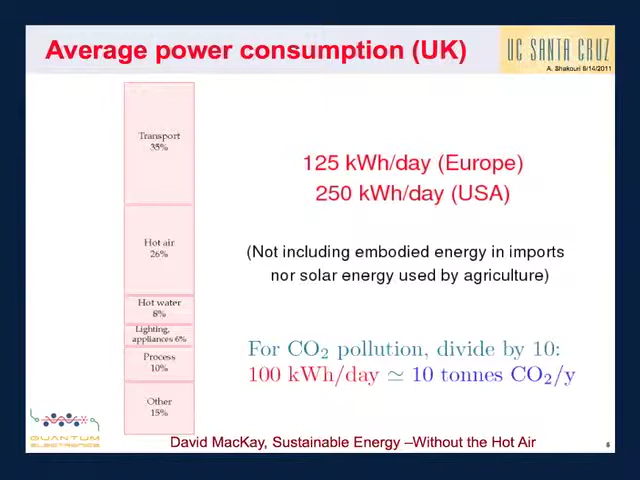 Average power consumption (UK)
UC SANTA CRUZ
A. Shakouri 6/14/2011
Transport
35%
125 kWh/day (Europe)
250 kWh/day (USA)
Hot air
26%
(Not including embodied energy in imports
nor solar energy used by agriculture)
Hot water
8%
Lighting,
appliances 6%
Process
10%
For CO₂ pollution, divide by 10:
100 kWh/day ≃ 10 tonnes CO₂/y
Other
15%
QUANTUM
ELECTRONICS
David MacKay, Sustainable Energy –Without the Hot Air